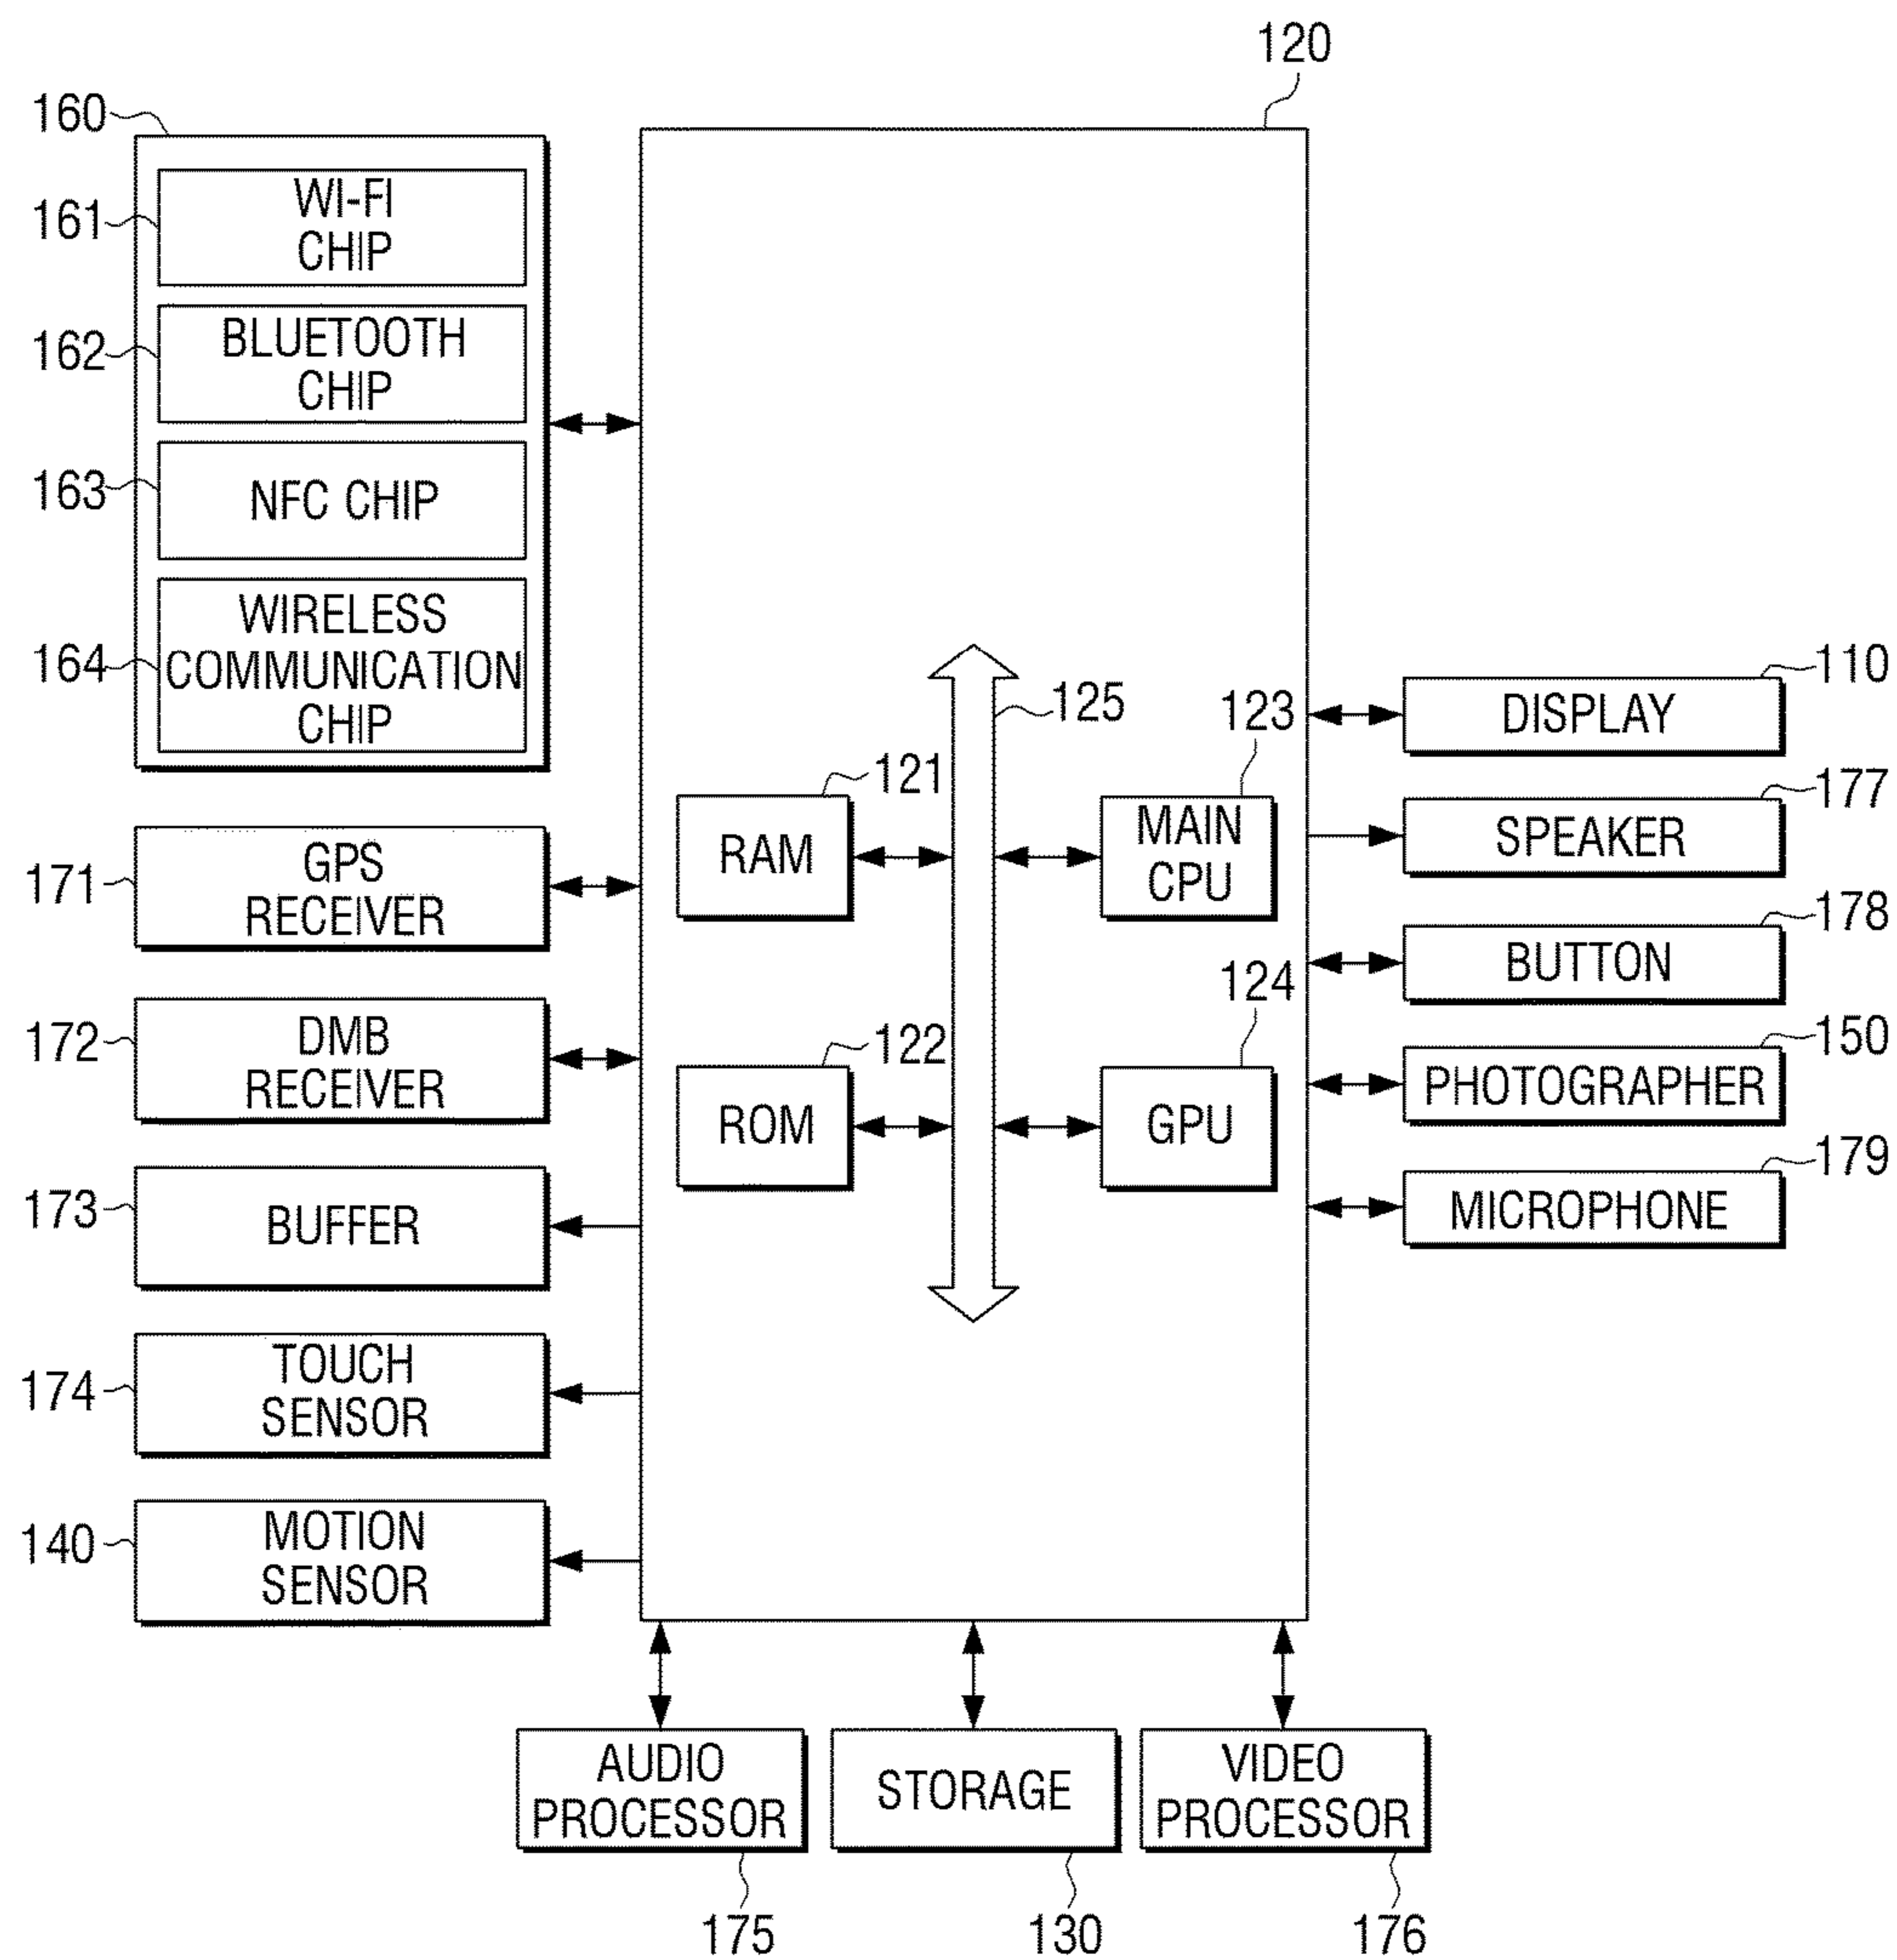 120
160
161
WI-FI
CHIP
162
BLUETOOTH
CHIP
163
NFC CHIP
164
WIRELESS
COMMUNICATION
CHIP
171
GPS
RECEIVER
172
DMB
RECEIVER
173
BUFFER
174
TOUCH
SENSOR
140
MOTION
SENSOR
125
121
RAM
123
MAIN
CPU
122
ROM
124
GPU
110
DISPLAY
177
SPEAKER
178
BUTTON
150
PHOTOGRAPHER
179
MICROPHONE
AUDIO
PROCESSOR
175
STORAGE
130
VIDEO
PROCESSOR
176